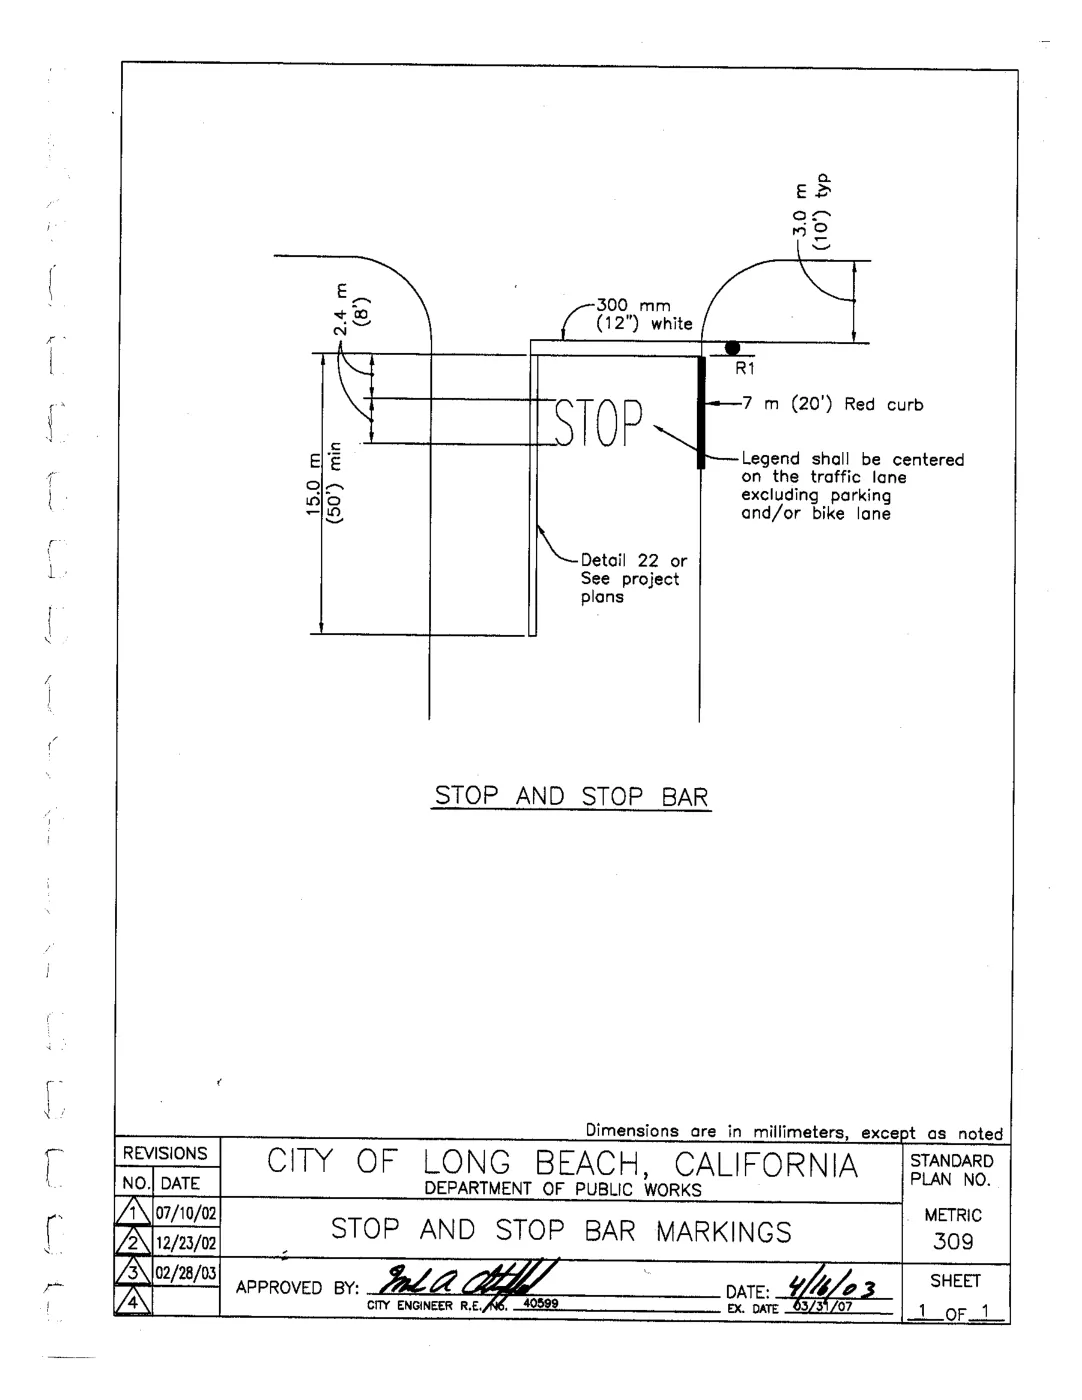 3.0 m
(10') typ
2.4 m
(8')
300 mm
(12") white
R1
7 m (20') Red curb
STOP
15.0 m
(50') min
Legend shall be centered
on the traffic lane
excluding parking
and/or bike lane
Detail 22 or
See project
plans
STOP AND STOP BAR
Dimensions are in millimeters, except as noted
REVISIONS
NO. DATE
1 07/10/02
2 12/23/02
3 02/28/03
4
CITY OF LONG BEACH, CALIFORNIA
DEPARTMENT OF PUBLIC WORKS
STOP AND STOP BAR MARKINGS
APPROVED BY:
CITY ENGINEER R.E. No. 40599
DATE: 4/16/03
EX. DATE 03/31/07
STANDARD
PLAN NO.
METRIC
309
SHEET
1 OF 1